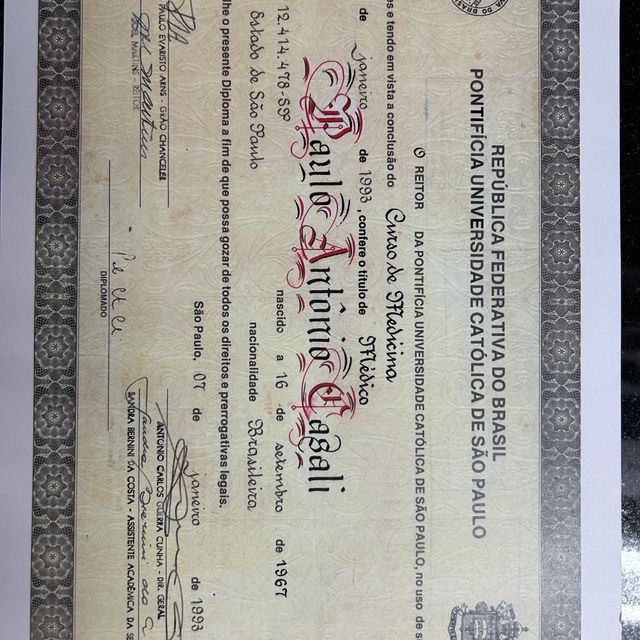 REPÚBLICA FEDERATIVA DO BRASIL
PONTIFÍCIA UNIVERSIDADE CATÓLICA DE SÃO PAULO
O REITOR DA PONTIFÍCIA UNIVERSIDADE CATÓLICA DE SÃO PAULO, no uso de
e tendo em vista a conclusão do Curso de Medicina
de janeiro de 1993, confere o título de Médico
Paulo Antônio Casali
12.414.478-SSP nascido a 16 de setembro de 1967
Estado de São Paulo nacionalidade Brasileira,
o presente Diploma a fim de que possa gozar de todos os direitos e prerrogativas legais.
São Paulo, 07 de janeiro de 1993
PAULO EVARISTO ARNS - GRÃO CHANCELER
ANTONIO CARLOS GUERRA CUNHA - DIR. GERAL
JOEL MARTINS - REITOR
DIPLOMADO
SANDRA BERNINI DA COSTA - ASSISTENTE ACADÊMICA DA